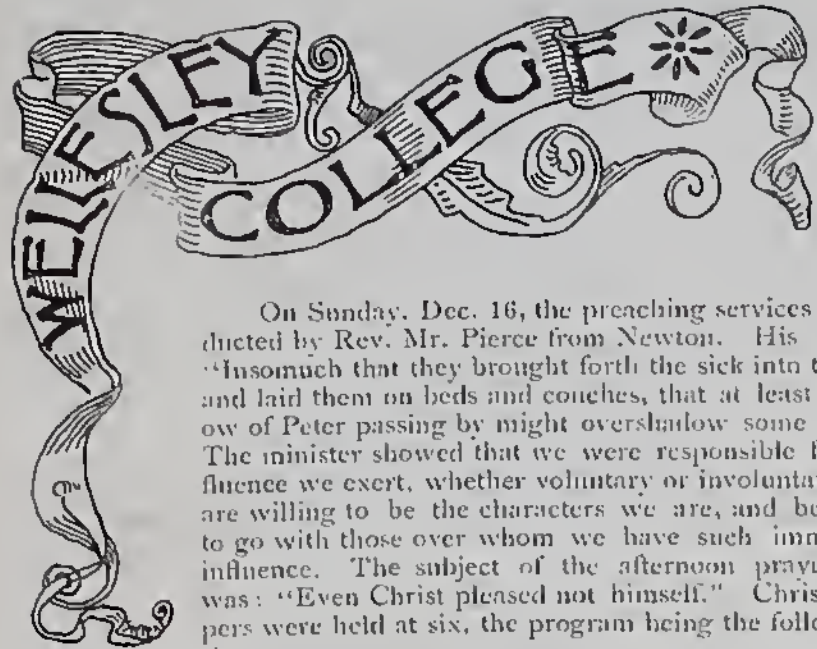 WELLESLEY
COLLEGE
On Sunday. Dec. 16, the preaching services
ducted by Rev. Mr. Pierce from Newton. His
"Insomuch that they brought forth the sick into t
and laid them on beds and couches, that at least
ow of Peter passing by might overshadow some
The minister showed that we were responsible f
fluence we exert, whether voluntary or involunta
are willing to be the characters we are, and be
to go with those over whom we have such imm
influence. The subject of the afternoon praye
was: "Even Christ pleased not himself." Chris
pers were held at six, the program being the follo